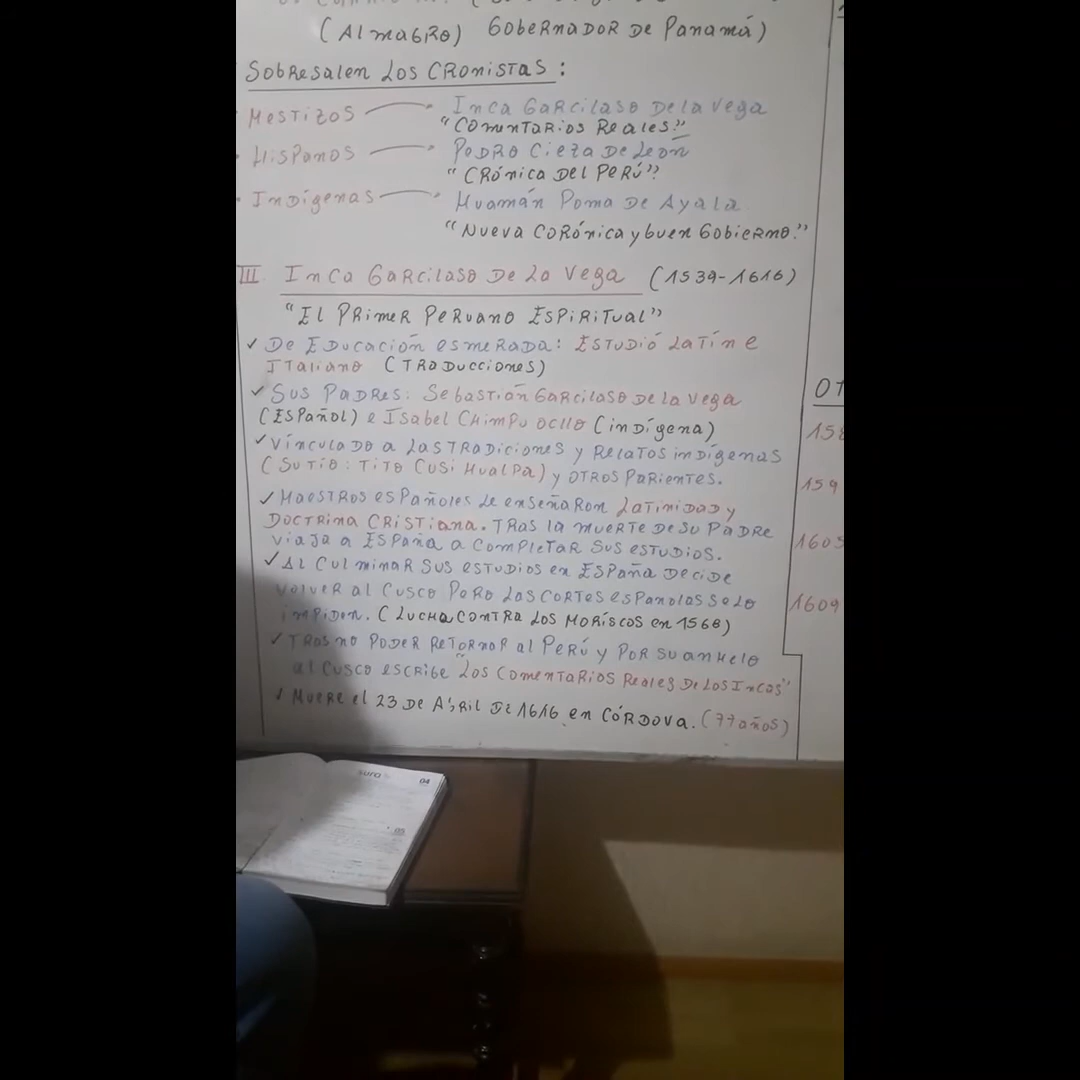 (Almagro) Gobernador de Panamá)
Sobresalen los cronistas:
• Mestizos → Inca Garcilaso de la Vega
"Comentarios Reales."
• Hispanos → Pedro Cieza de León
"Crónica del Perú".
• Indígenas → Huamán Poma de Ayala
"Nueva Corónica y buen Gobierno."
III. Inca Garcilaso de la Vega (1539-1616)
"El primer peruano espiritual"
✓ De educación esmerada: Estudió latín e
Italiano (Traducciones)
✓ Sus padres: Sebastián Garcilaso de la Vega
(Español) e Isabel Chimpu Ocllo (indígena)
✓ Vinculado a las tradiciones y relatos indígenas
(Su tío: Tito Cusi Hualpa) y otros parientes.
✓ Maestros españoles le enseñaron latinidad y
doctrina cristiana. Tras la muerte de su padre
viaja a España a completar sus estudios.
✓ Al culminar sus estudios en España decide
volver al Cusco pero las cortes españolas se lo
impiden. (Lucha contra los moriscos en 1568)
✓ Tras no poder retornar al Perú y por su anhelo
al Cusco escribe "Los Comentarios Reales de los Incas"
✓ Muere el 23 de Abril de 1616 en Córdova. (77 años)
OT
158
159
1605
1609
04
05